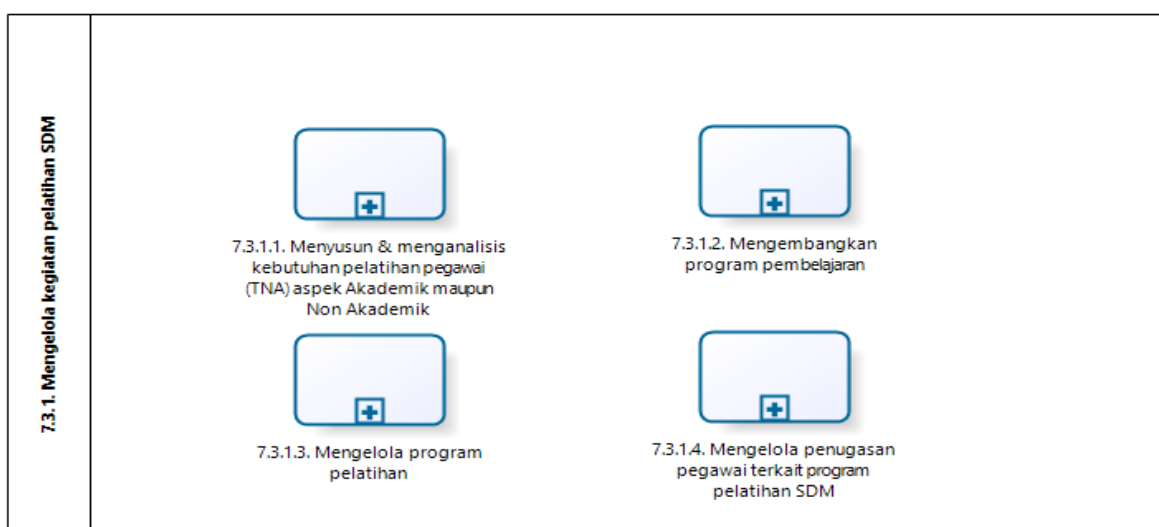 7.3.1. Mengelola kegiatan pelatihan SDM
7.3.1.1. Menyusun & menganalisis
kebutuhan pelatihan pegawai
(TNA) aspek Akademik maupun
Non Akademik
7.3.1.2. Mengembangkan
program pembelajaran
7.3.1.3. Mengelola program
pelatihan
7.3.1.4. Mengelola penugasan
pegawai terkait program
pelatihan SDM